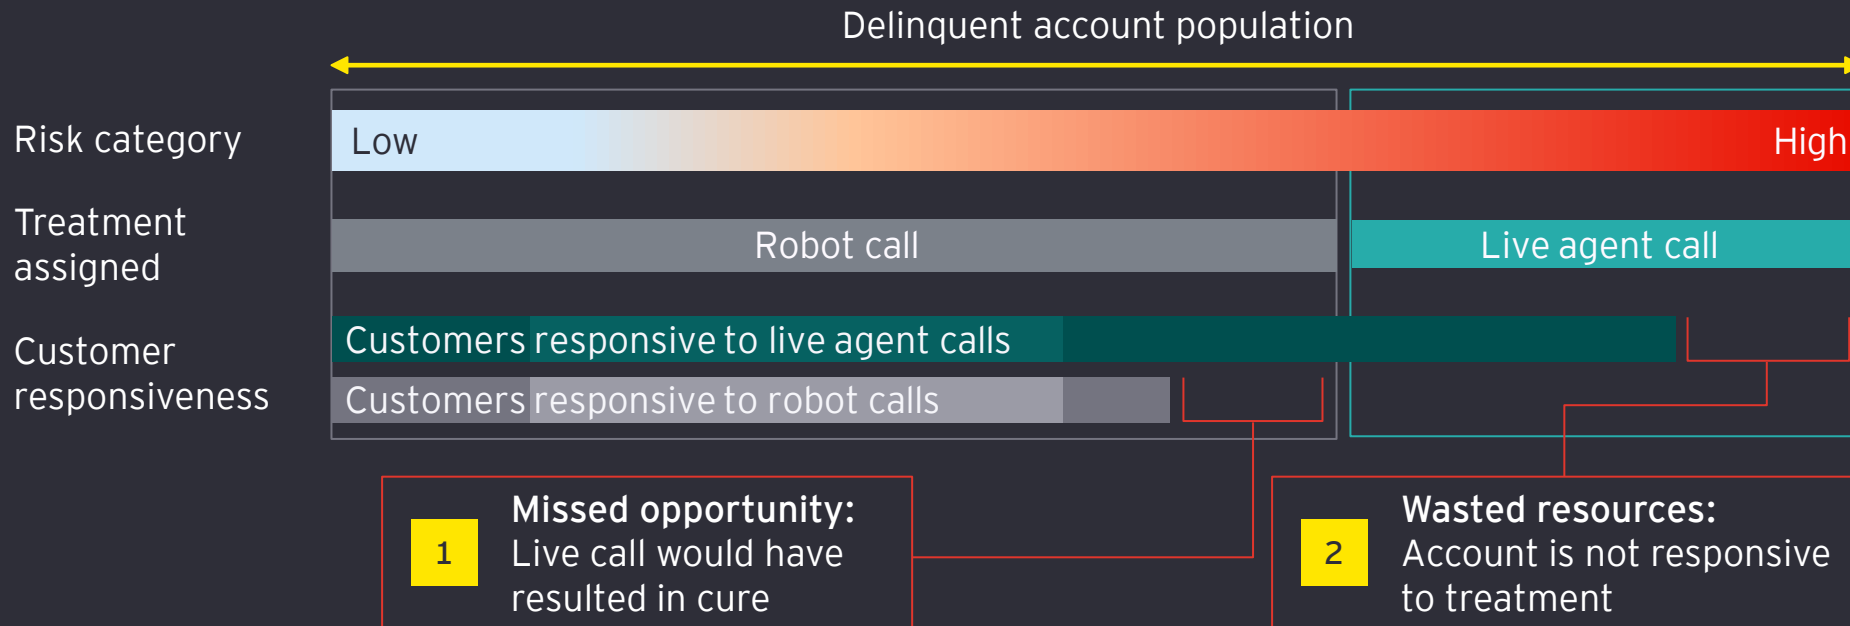 Delinquent account population
Risk category
Low
High
Treatment
assigned
Robot call
Live agent call
Customer
responsiveness
Customers responsive to live agent calls
Customers responsive to robot calls
1
Missed opportunity:
Live call would have
resulted in cure
2
Wasted resources:
Account is not responsive
to treatment